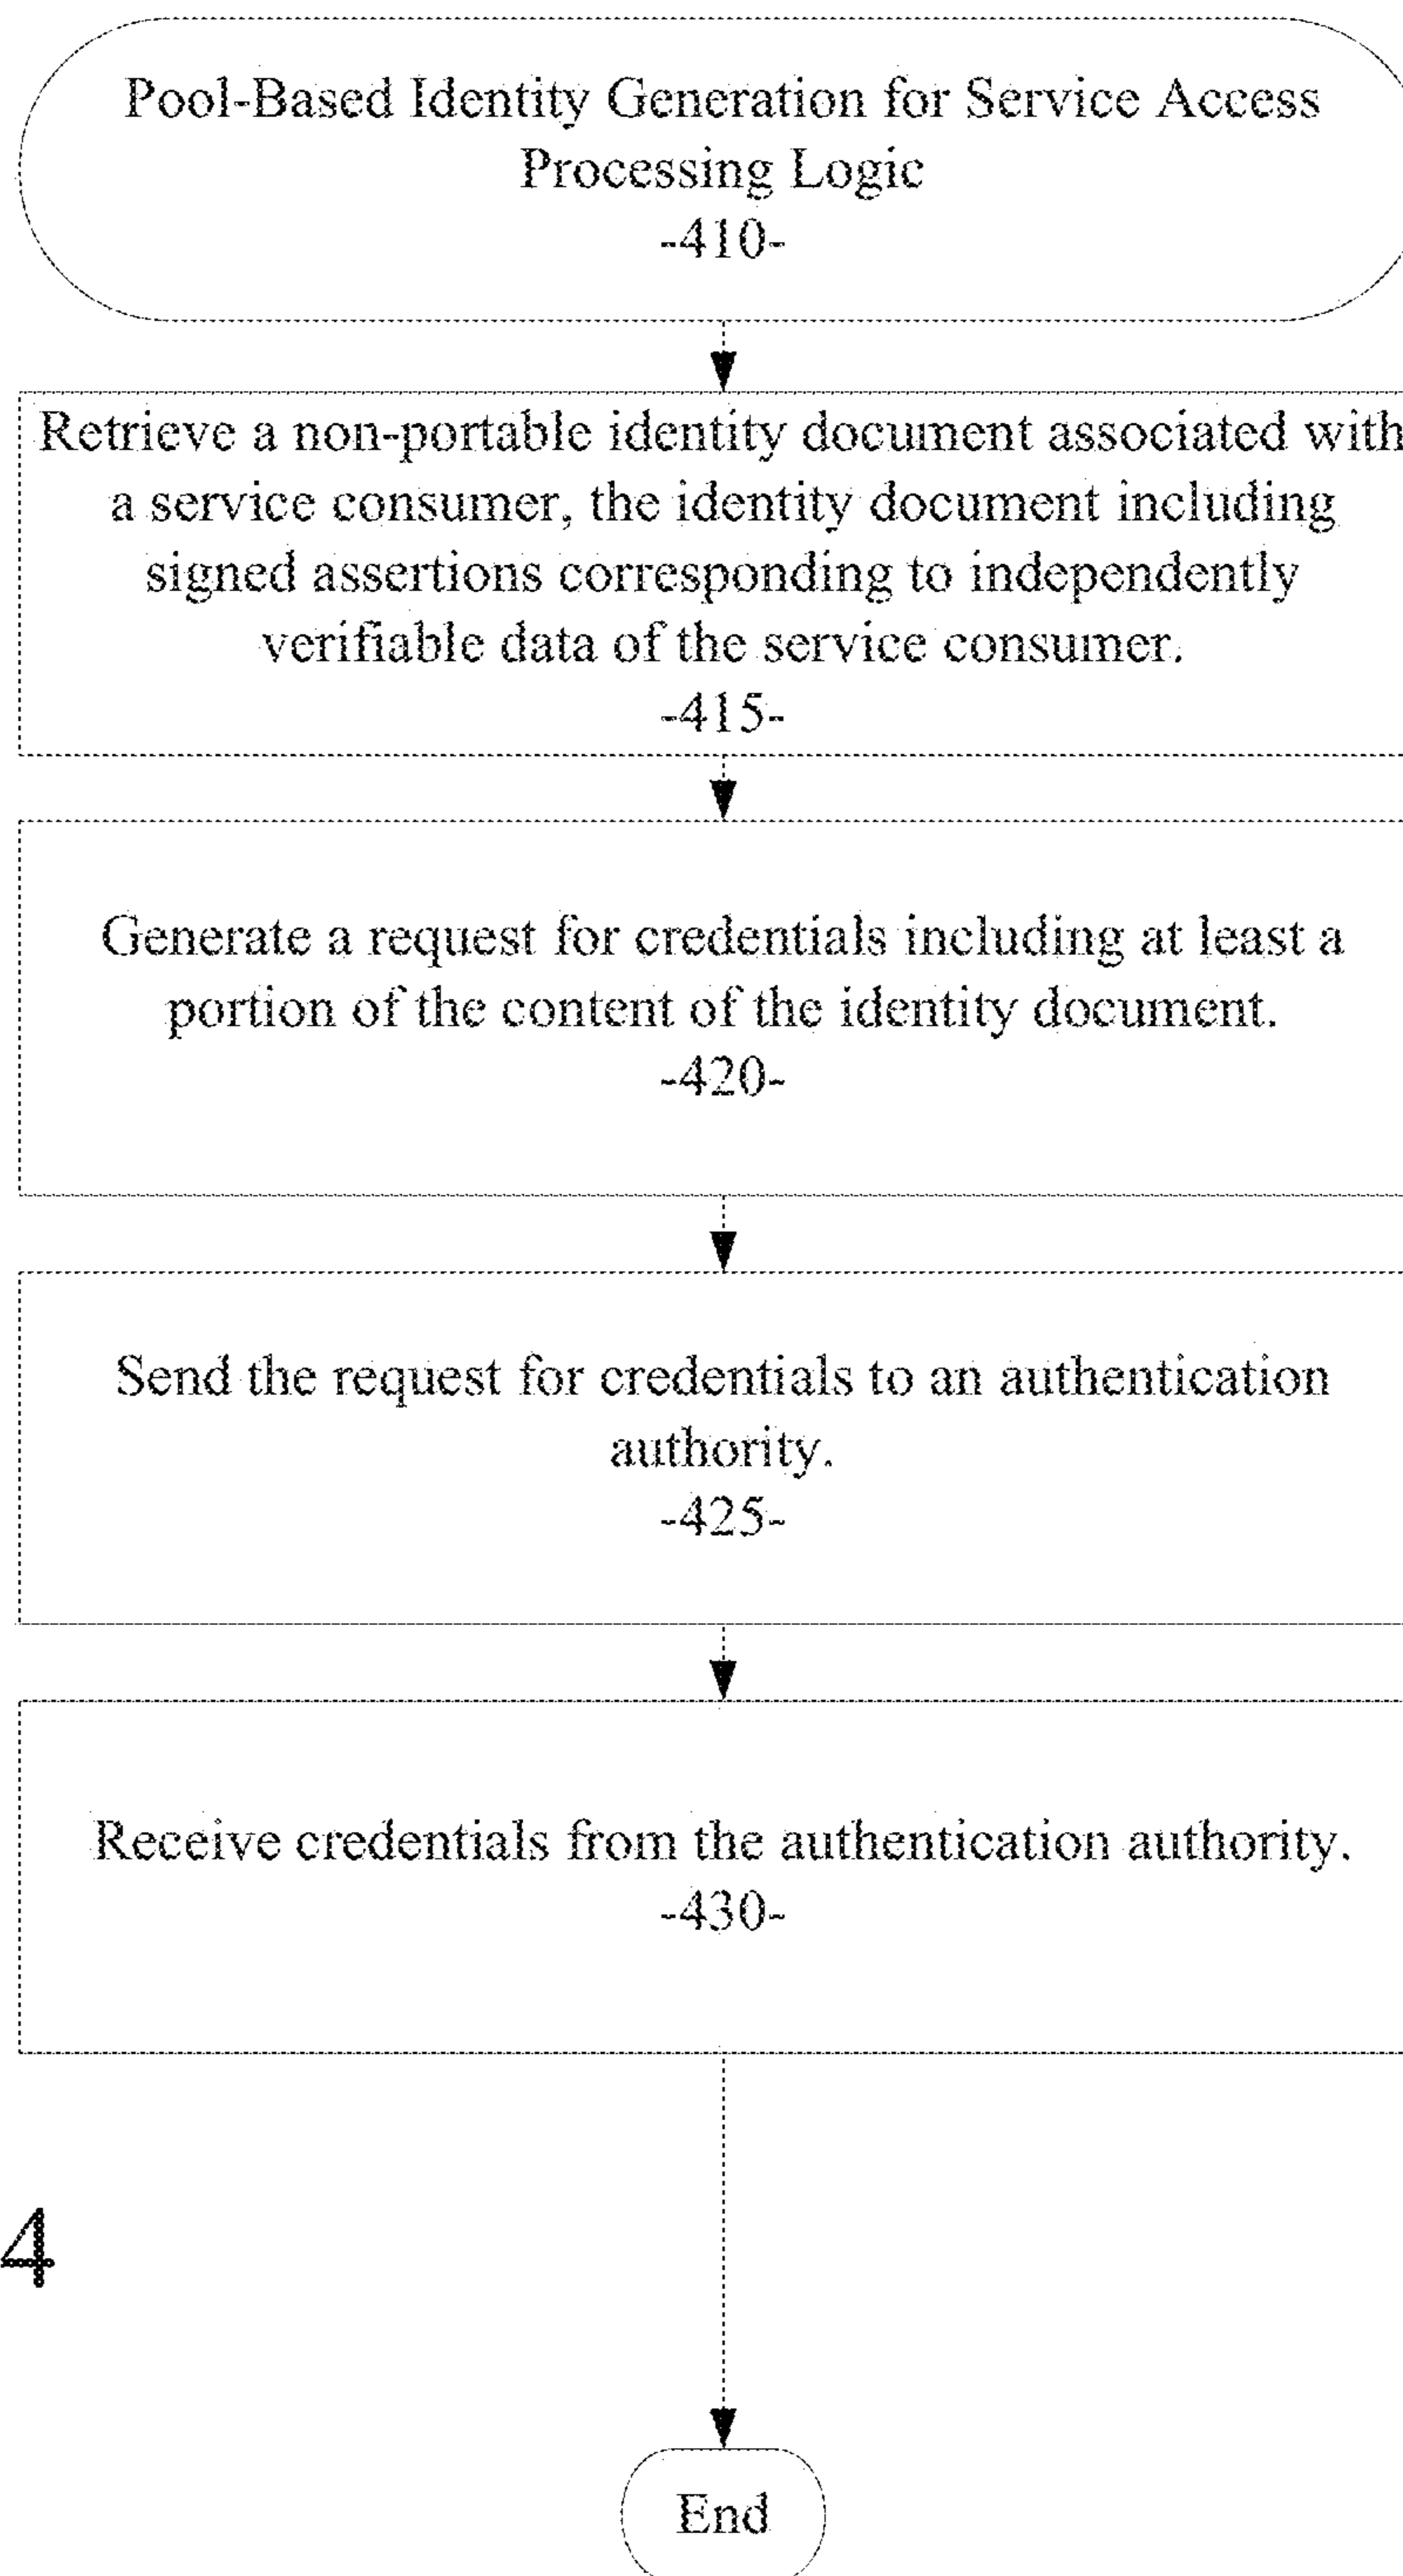 Pool-Based Identity Generation for Service Access
Processing Logic
-410-
Retrieve a non-portable identity document associated with
a service consumer, the identity document including
signed assertions corresponding to independently
verifiable data of the service consumer.
-415-
Generate a request for credentials including at least a
portion of the content of the identity document.
-420-
Send the request for credentials to an authentication
authority.
-425-
Receive credentials from the authentication authority.
-430-
4
End